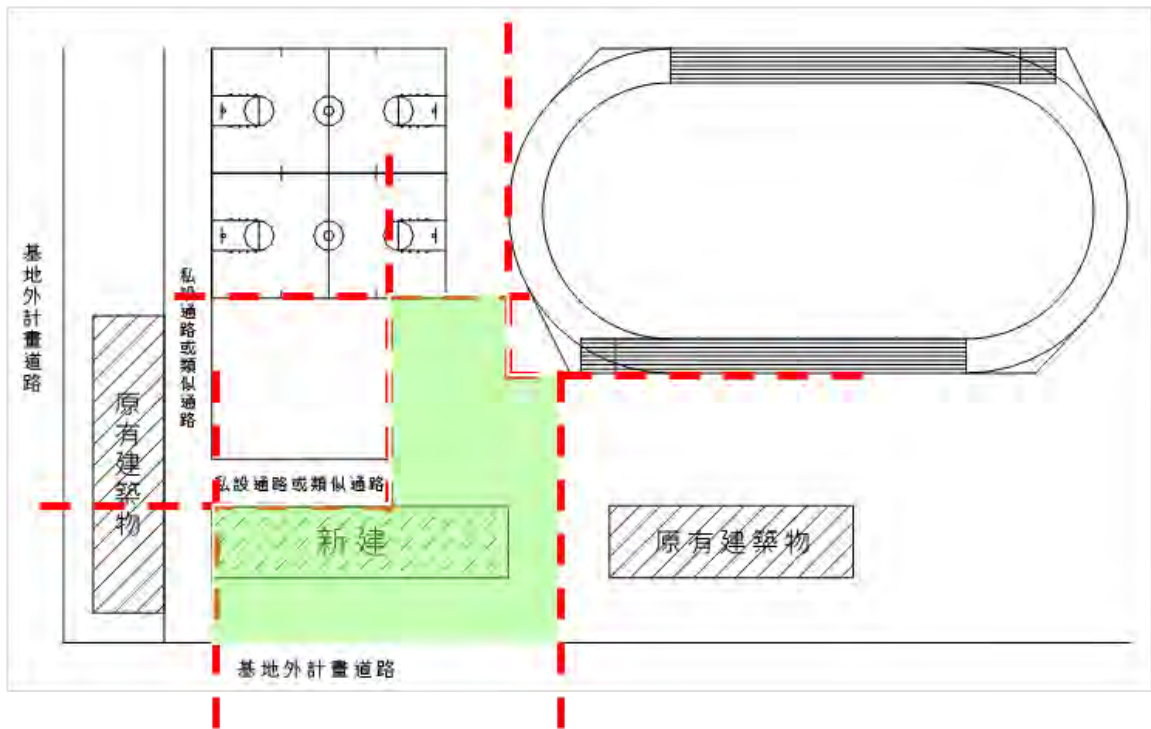 基地外計畫道路
私設通路或類似通路
原有建築物
私設通路或類似通路
新建
原有建築物
基地外計畫道路